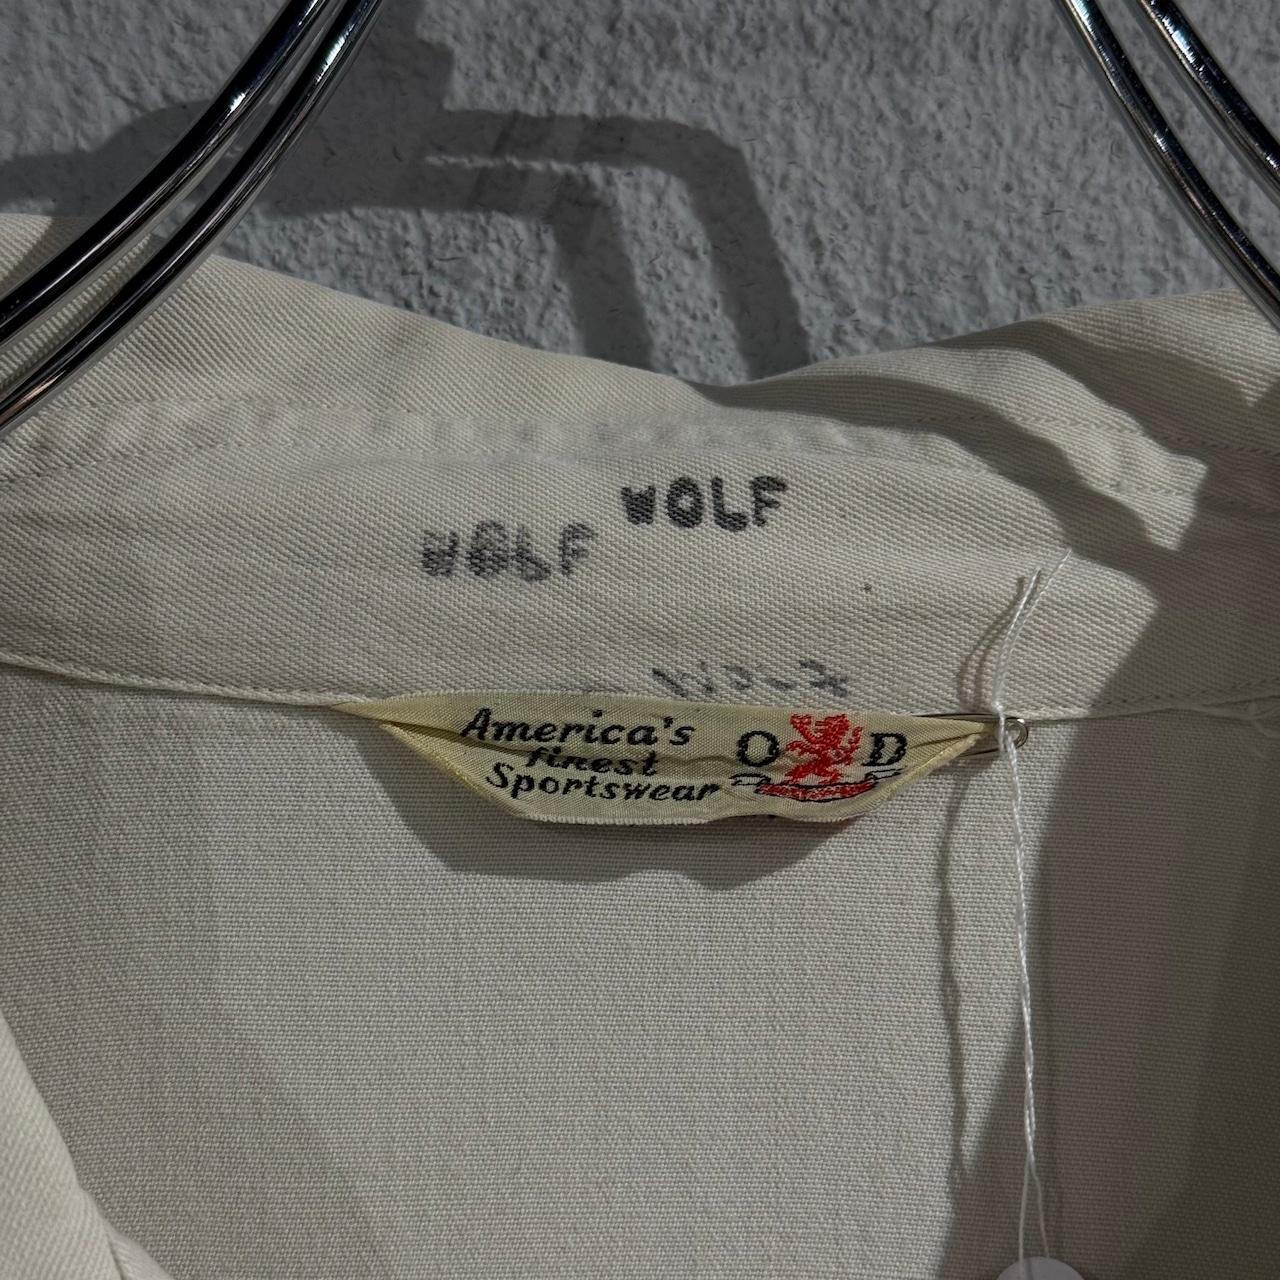 WOLF
WOLF
America's
finest
Sportswear
O D